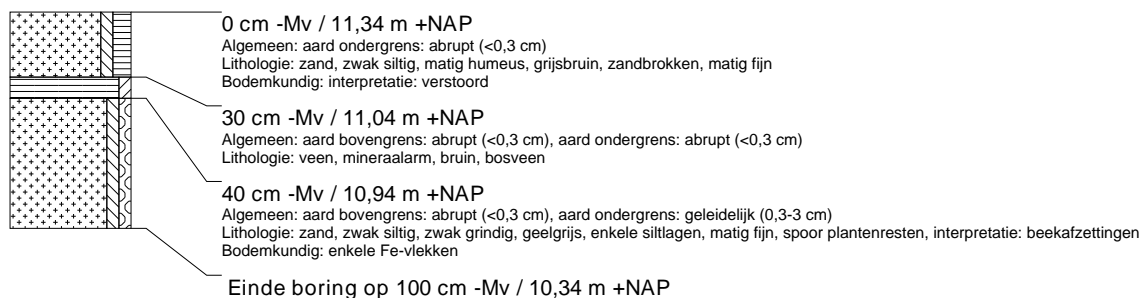 0 cm -Mv / 11,34 m +NAP
Algemeen: aard ondergrens: abrupt (<0,3 cm)
Lithologie: zand, zwak siltig, matig humeus, grijsbruin, zandbrokken, matig fijn
Bodemkundig: interpretatie: verstoord
30 cm -Mv / 11,04 m +NAP
Algemeen: aard bovengrens: abrupt (<0,3 cm), aard ondergrens: abrupt (<0,3 cm)
Lithologie: veen, mineraalarm, bruin, bosveen
40 cm -Mv / 10,94 m +NAP
Algemeen: aard bovengrens: abrupt (<0,3 cm), aard ondergrens: geleidelijk (0,3-3 cm)
Lithologie: zand, zwak siltig, zwak grindig, geelgrijs, enkele siltlagen, matig fijn, spoor plantenresten, interpretatie: beekafzettingen
Bodemkundig: enkele Fe-vlekken
Einde boring op 100 cm -Mv / 10,34 m +NAP